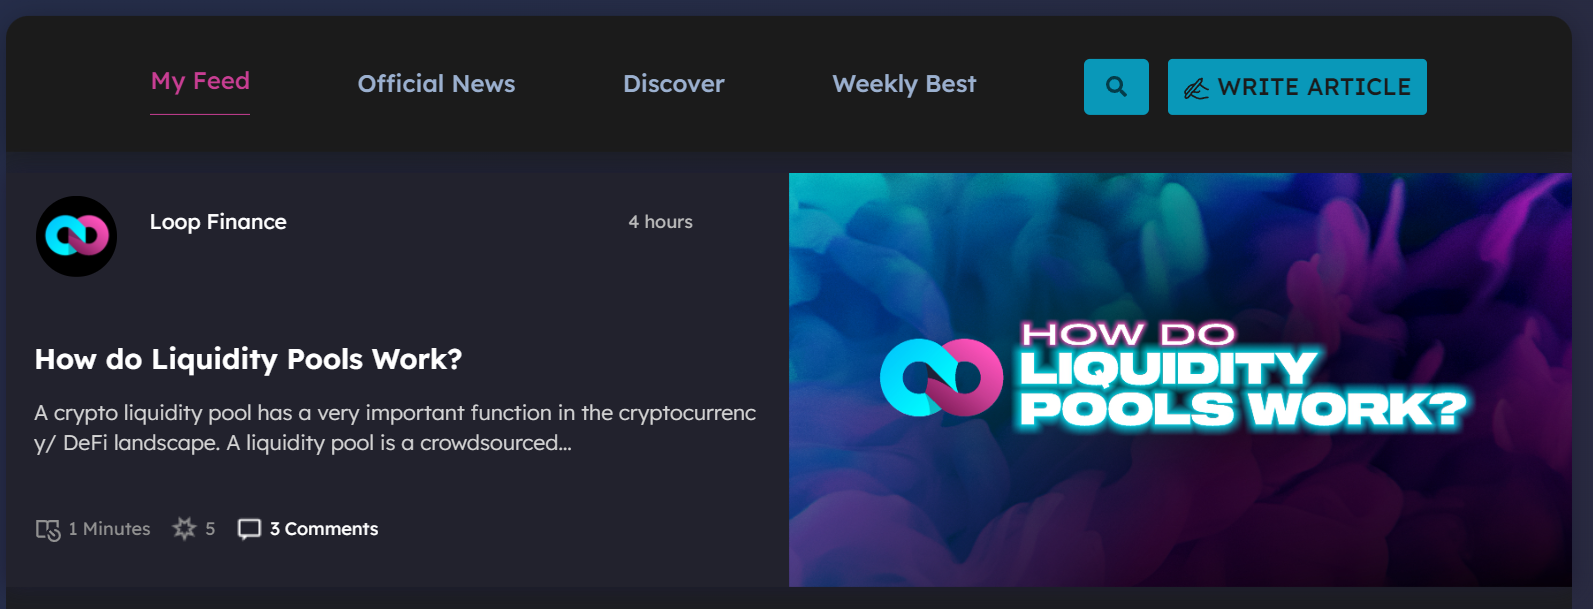 My Feed
Official News
Discover
Weekly Best
WRITE ARTICLE
Loop Finance
4 hours
How do Liquidity Pools Work?
A crypto liquidity pool has a very important function in the cryptocurrenc
y/ DeFi landscape. A liquidity pool is a crowdsourced...
1 Minutes
5
3 Comments
HOW DO
LIQUIDITY
POOLS WORK?